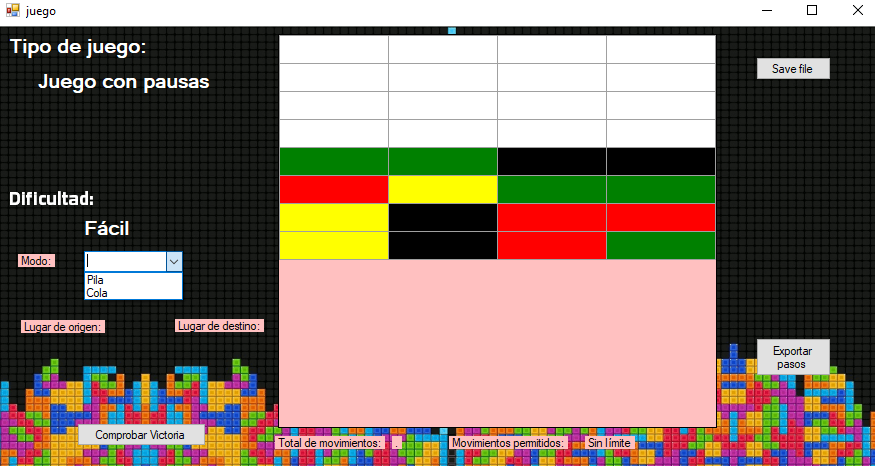 juego
Tipo de juego:
Juego con pausas
Save file
Dificultad:
Fácil
Modo:
Pila
Cola
Lugar de origen:
Lugar de destino:
Exportar
pasos
Comprobar Victoria
Total de movimientos: . Movimientos permitidos: Sin límite